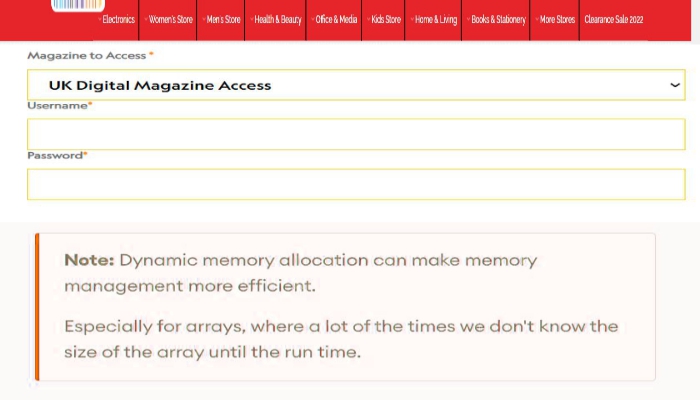 Electronics Women's Store Men's Store Health & Beauty Office & Media Kids Store Home & Living Books & Stationery More Stores Clearance Sale 2022
Magazine to Access *
UK Digital Magazine Access
Username*
Password*
Note: Dynamic memory allocation can make memory
management more efficient.
Especially for arrays, where a lot of the times we don't know the
size of the array until the run time.